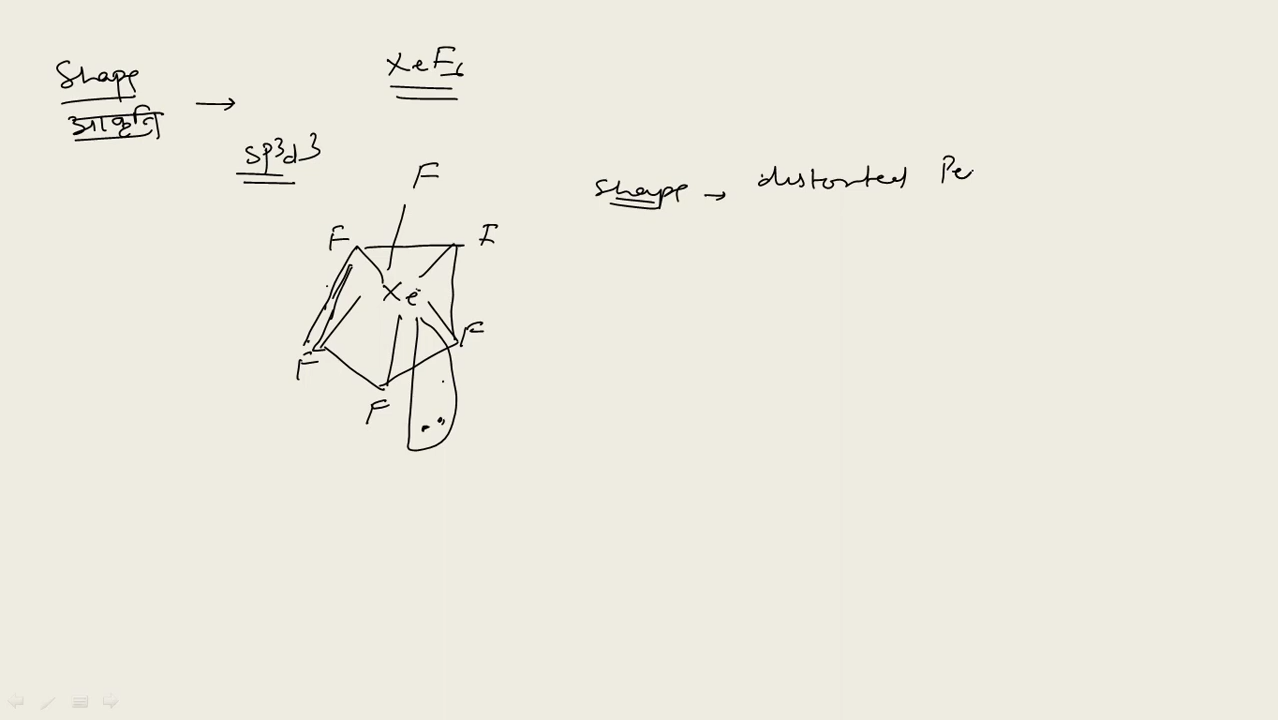 Shape
आकृति →
XeF₆
sp³d³
shape → distorted Pe
F
F
F
Xe
F
F
F